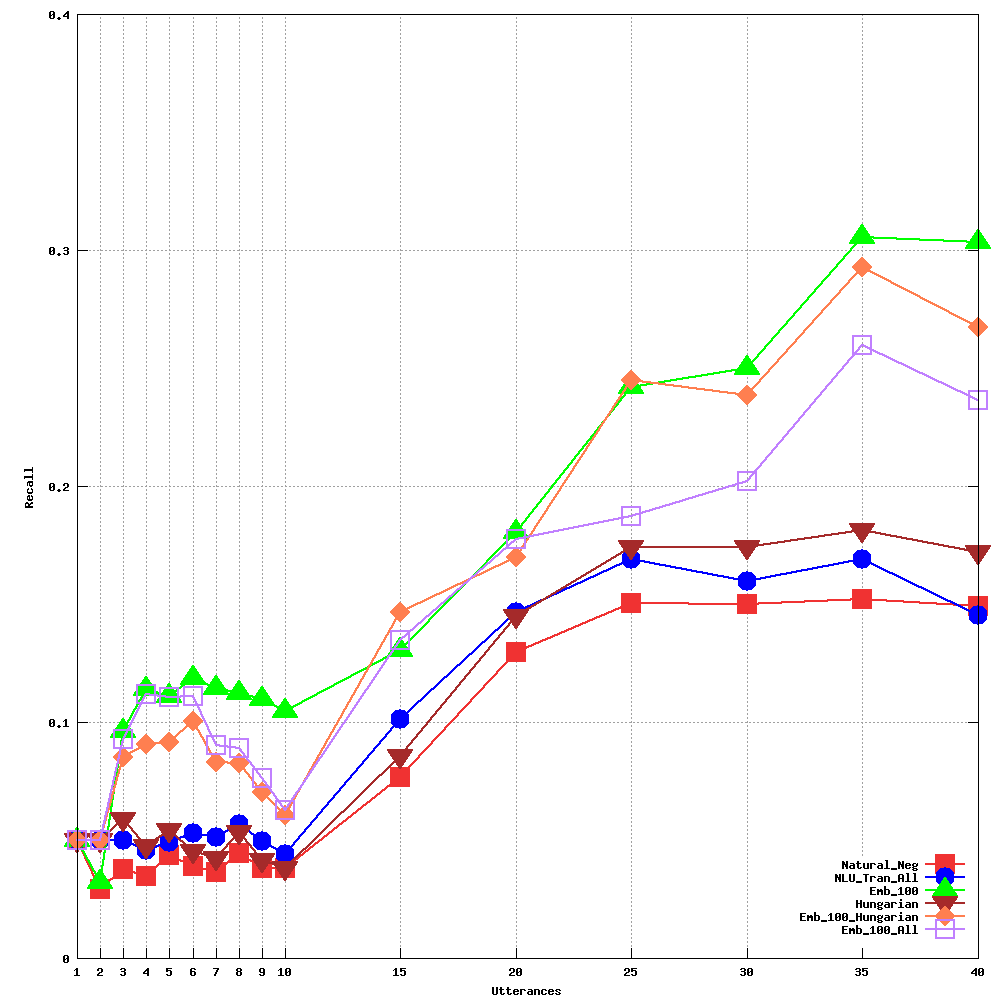 0.4
0.3
0.2
0.1
0
Recall
1 2 3 4 5 6 7 8 9 10 15 20 25 30 35 40
Utterances
Natural_Neg
NLU_Tran_All
Emb_100
Hungarian
Emb_100_Hungarian
Emb_100_All